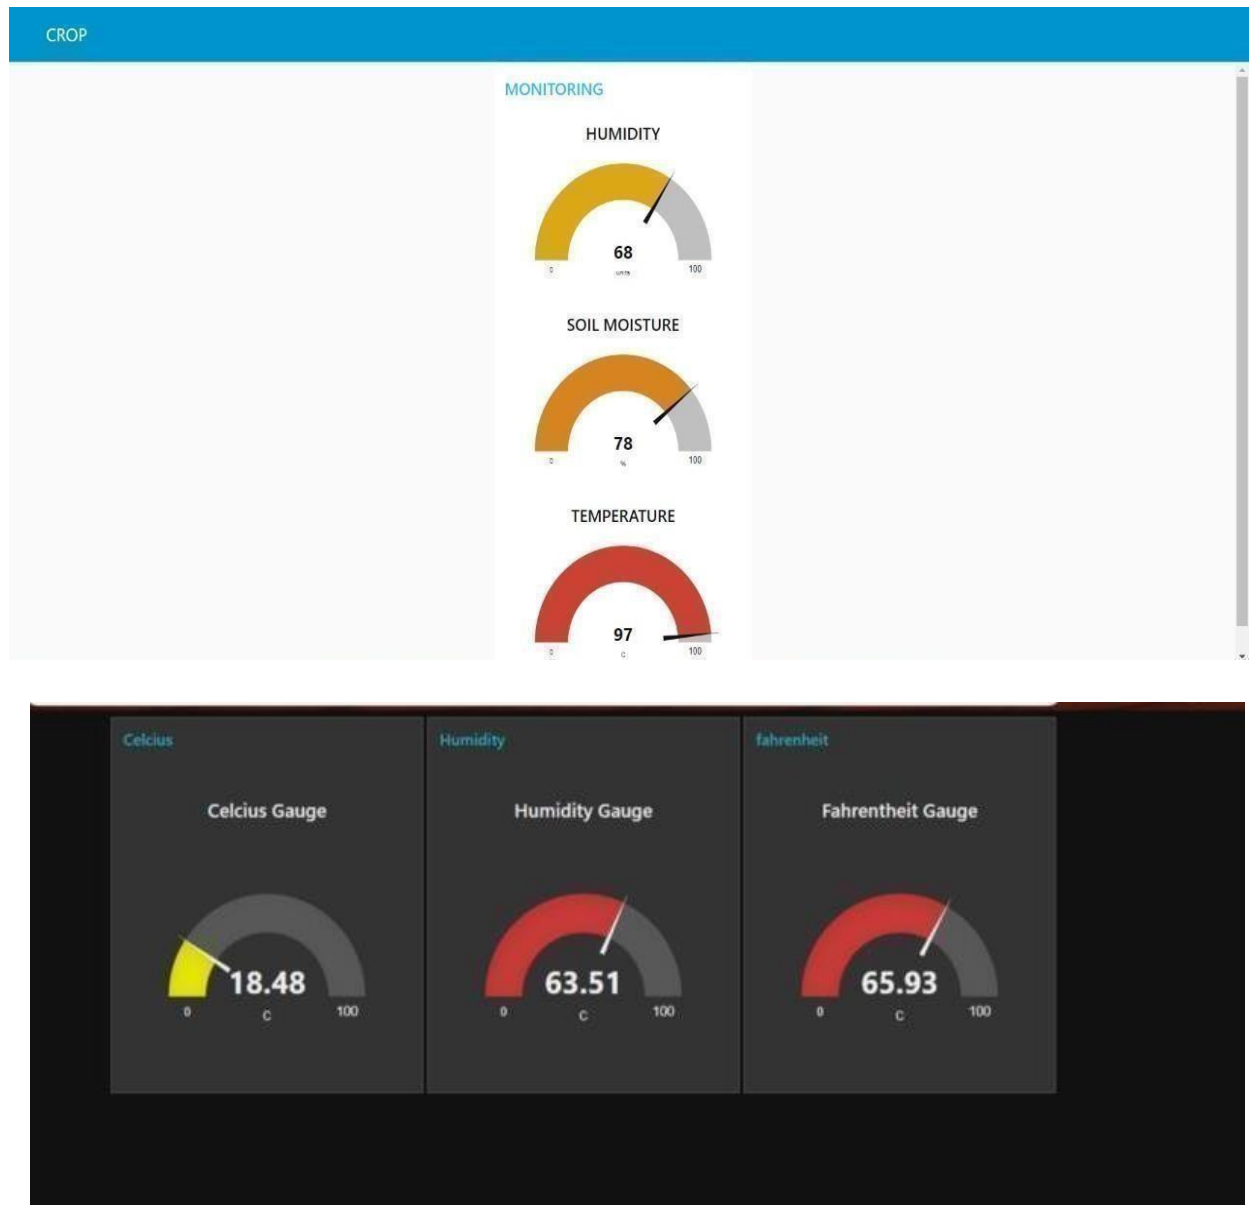 CROP
MONITORING
HUMIDITY
68
units
0 100
SOIL MOISTURE
78
%
0 100
TEMPERATURE
97
C
0 100
Celcius Humidity fahrenheit
Celcius Gauge Humidity Gauge Fahrentheit Gauge
18.48 63.51 65.93
0 C 100 0 C 100 0 C 100